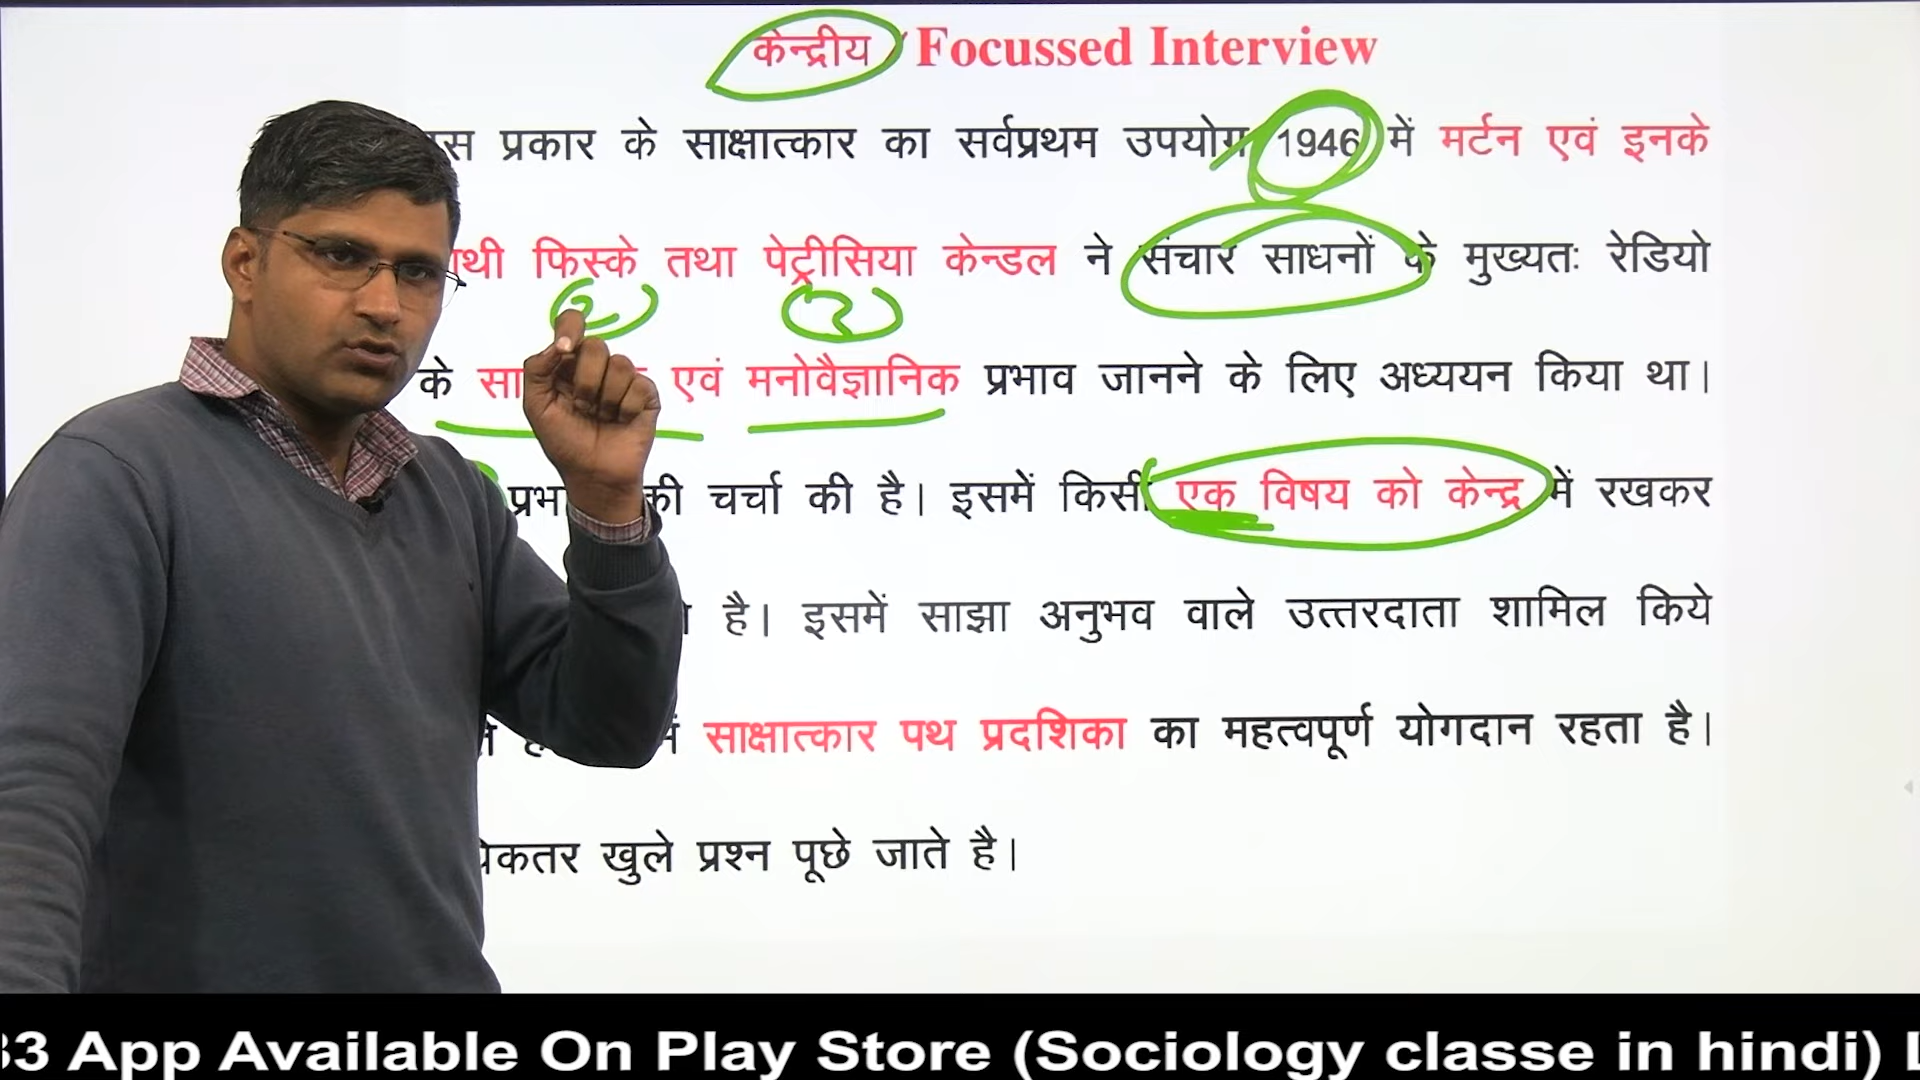 केन्द्रीय / Focussed Interview
प्रकार के साक्षात्कार का सर्वप्रथम उपयोग 1946 में मर्टन एवं इनके
फिस्के तथा पेट्रीसिया केन्डल ने संचार साधनों के मुख्यतः रेडियो
के एवं मनोवैज्ञानिक प्रभाव जानने के लिए अध्ययन किया था।
की चर्चा की है। इसमें किसी एक विषय को केन्द्र में रखकर
है। इसमें साझा अनुभव वाले उत्तरदाता शामिल किये
साक्षात्कार पथ प्रदशिका का महत्वपूर्ण योगदान रहता है।
खुले प्रश्न पूछे जाते है।
App Available On Play Store (Sociology classe in hindi)